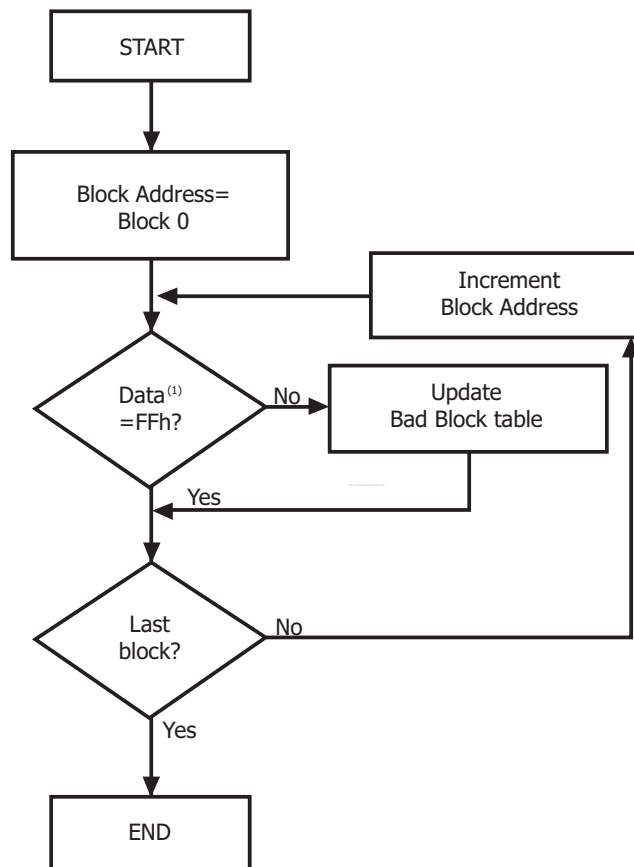 START
Block Address=
Block 0
Increment
Block Address
Data(1)
=FFh?
No
Update
Bad Block table
Yes
Last
block?
No
Yes
END